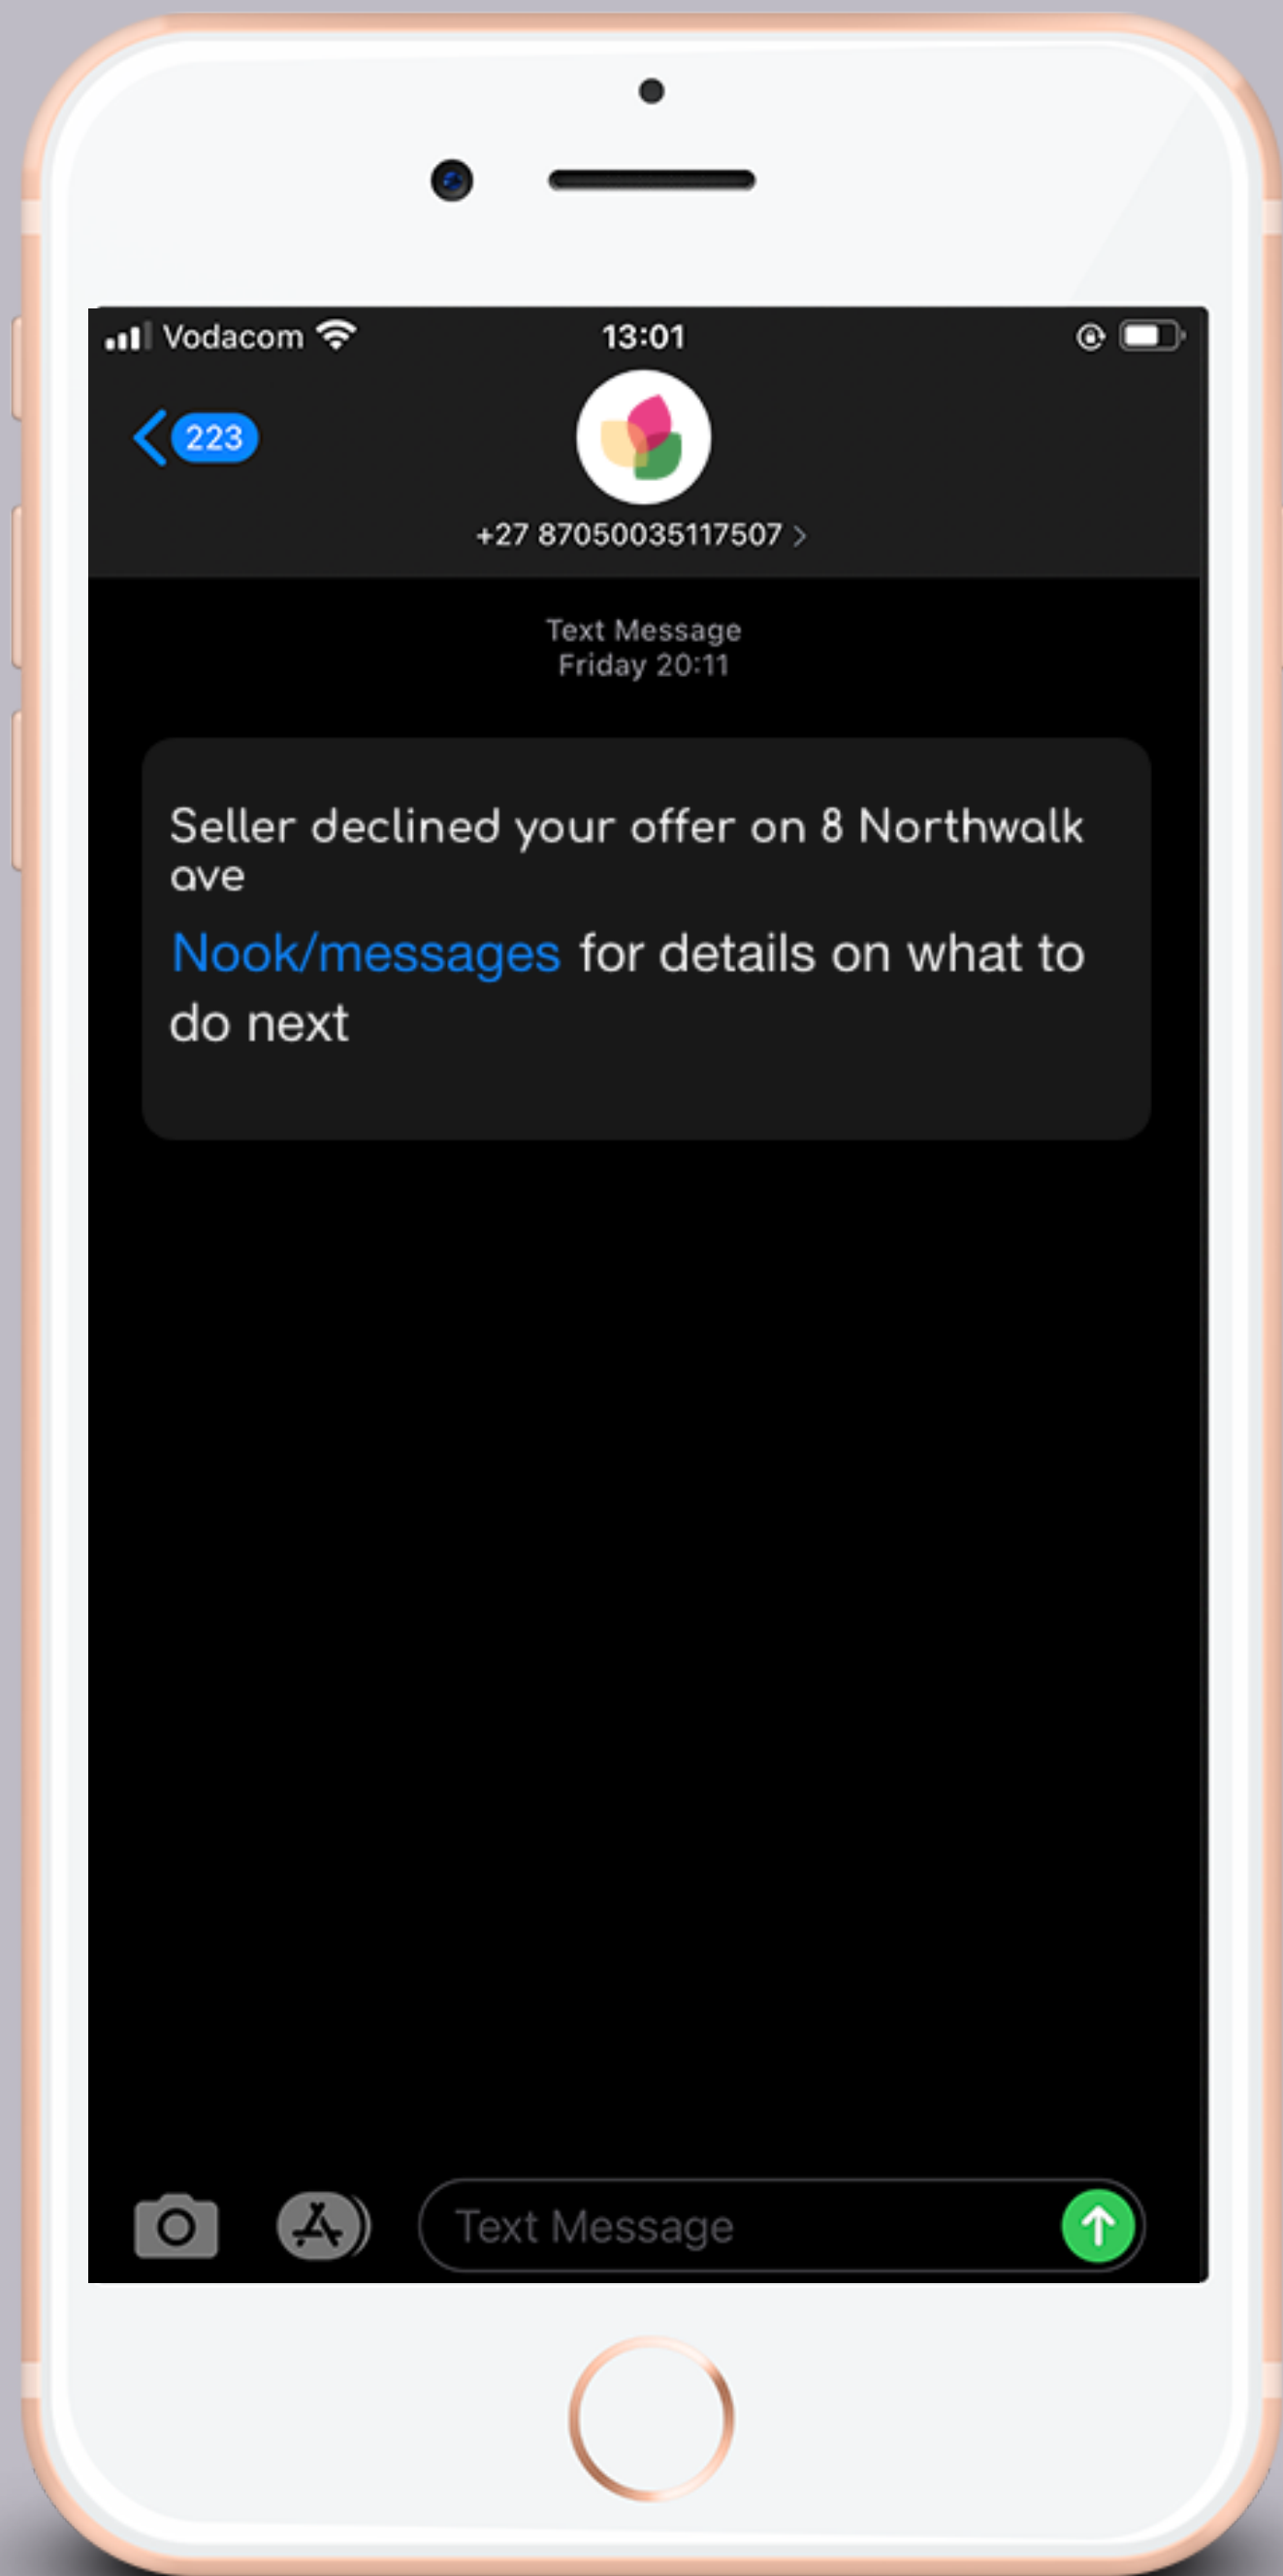 Vodacom 13:01
223
+27 87050035117507
Text Message
Friday 20:11
Seller declined your offer on 8 Northwalk
ave
Nook/messages for details on what to
do next
Text Message